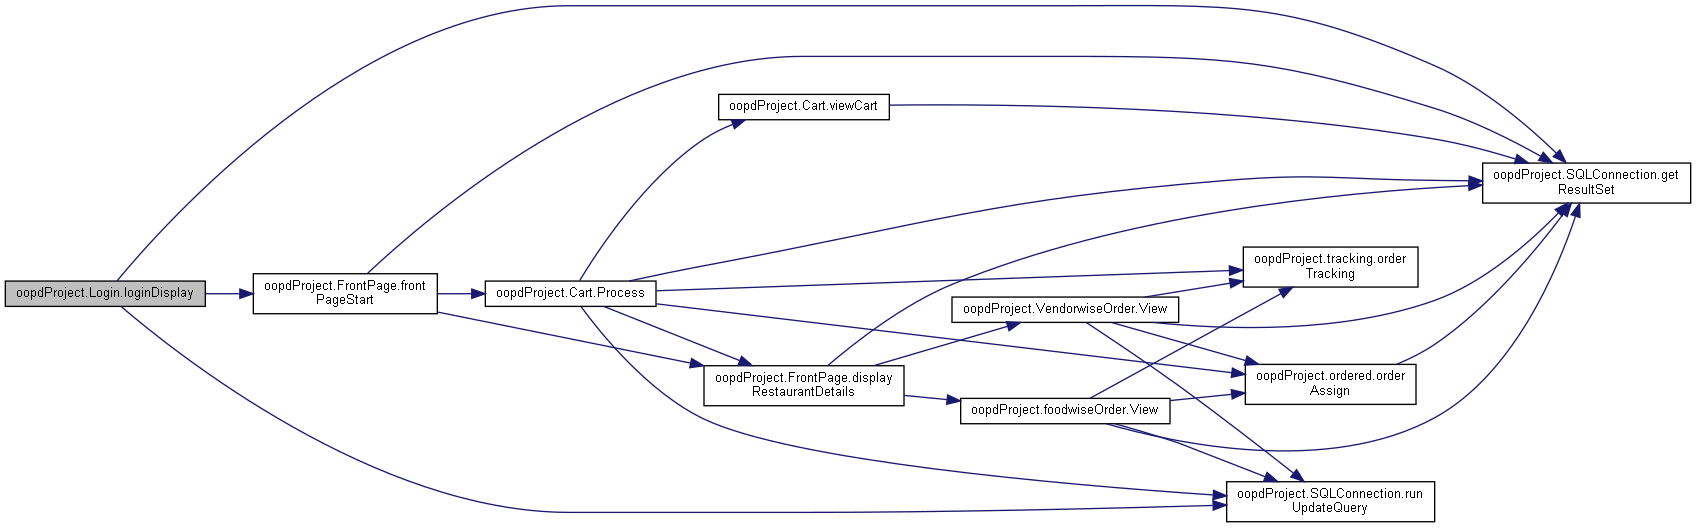 oopdProject.Login.loginDisplay
oopdProject.FrontPage.front
PageStart
oopdProject.Cart.Process
oopdProject.Cart.viewCart
oopdProject.FrontPage.display
RestaurantDetails
oopdProject.VendorwiseOrder.View
oopdProject.foodwiseOrder.View
oopdProject.SQLConnection.get
ResultSet
oopdProject.tracking.order
Tracking
oopdProject.ordered.order
Assign
oopdProject.SQLConnection.run
UpdateQuery